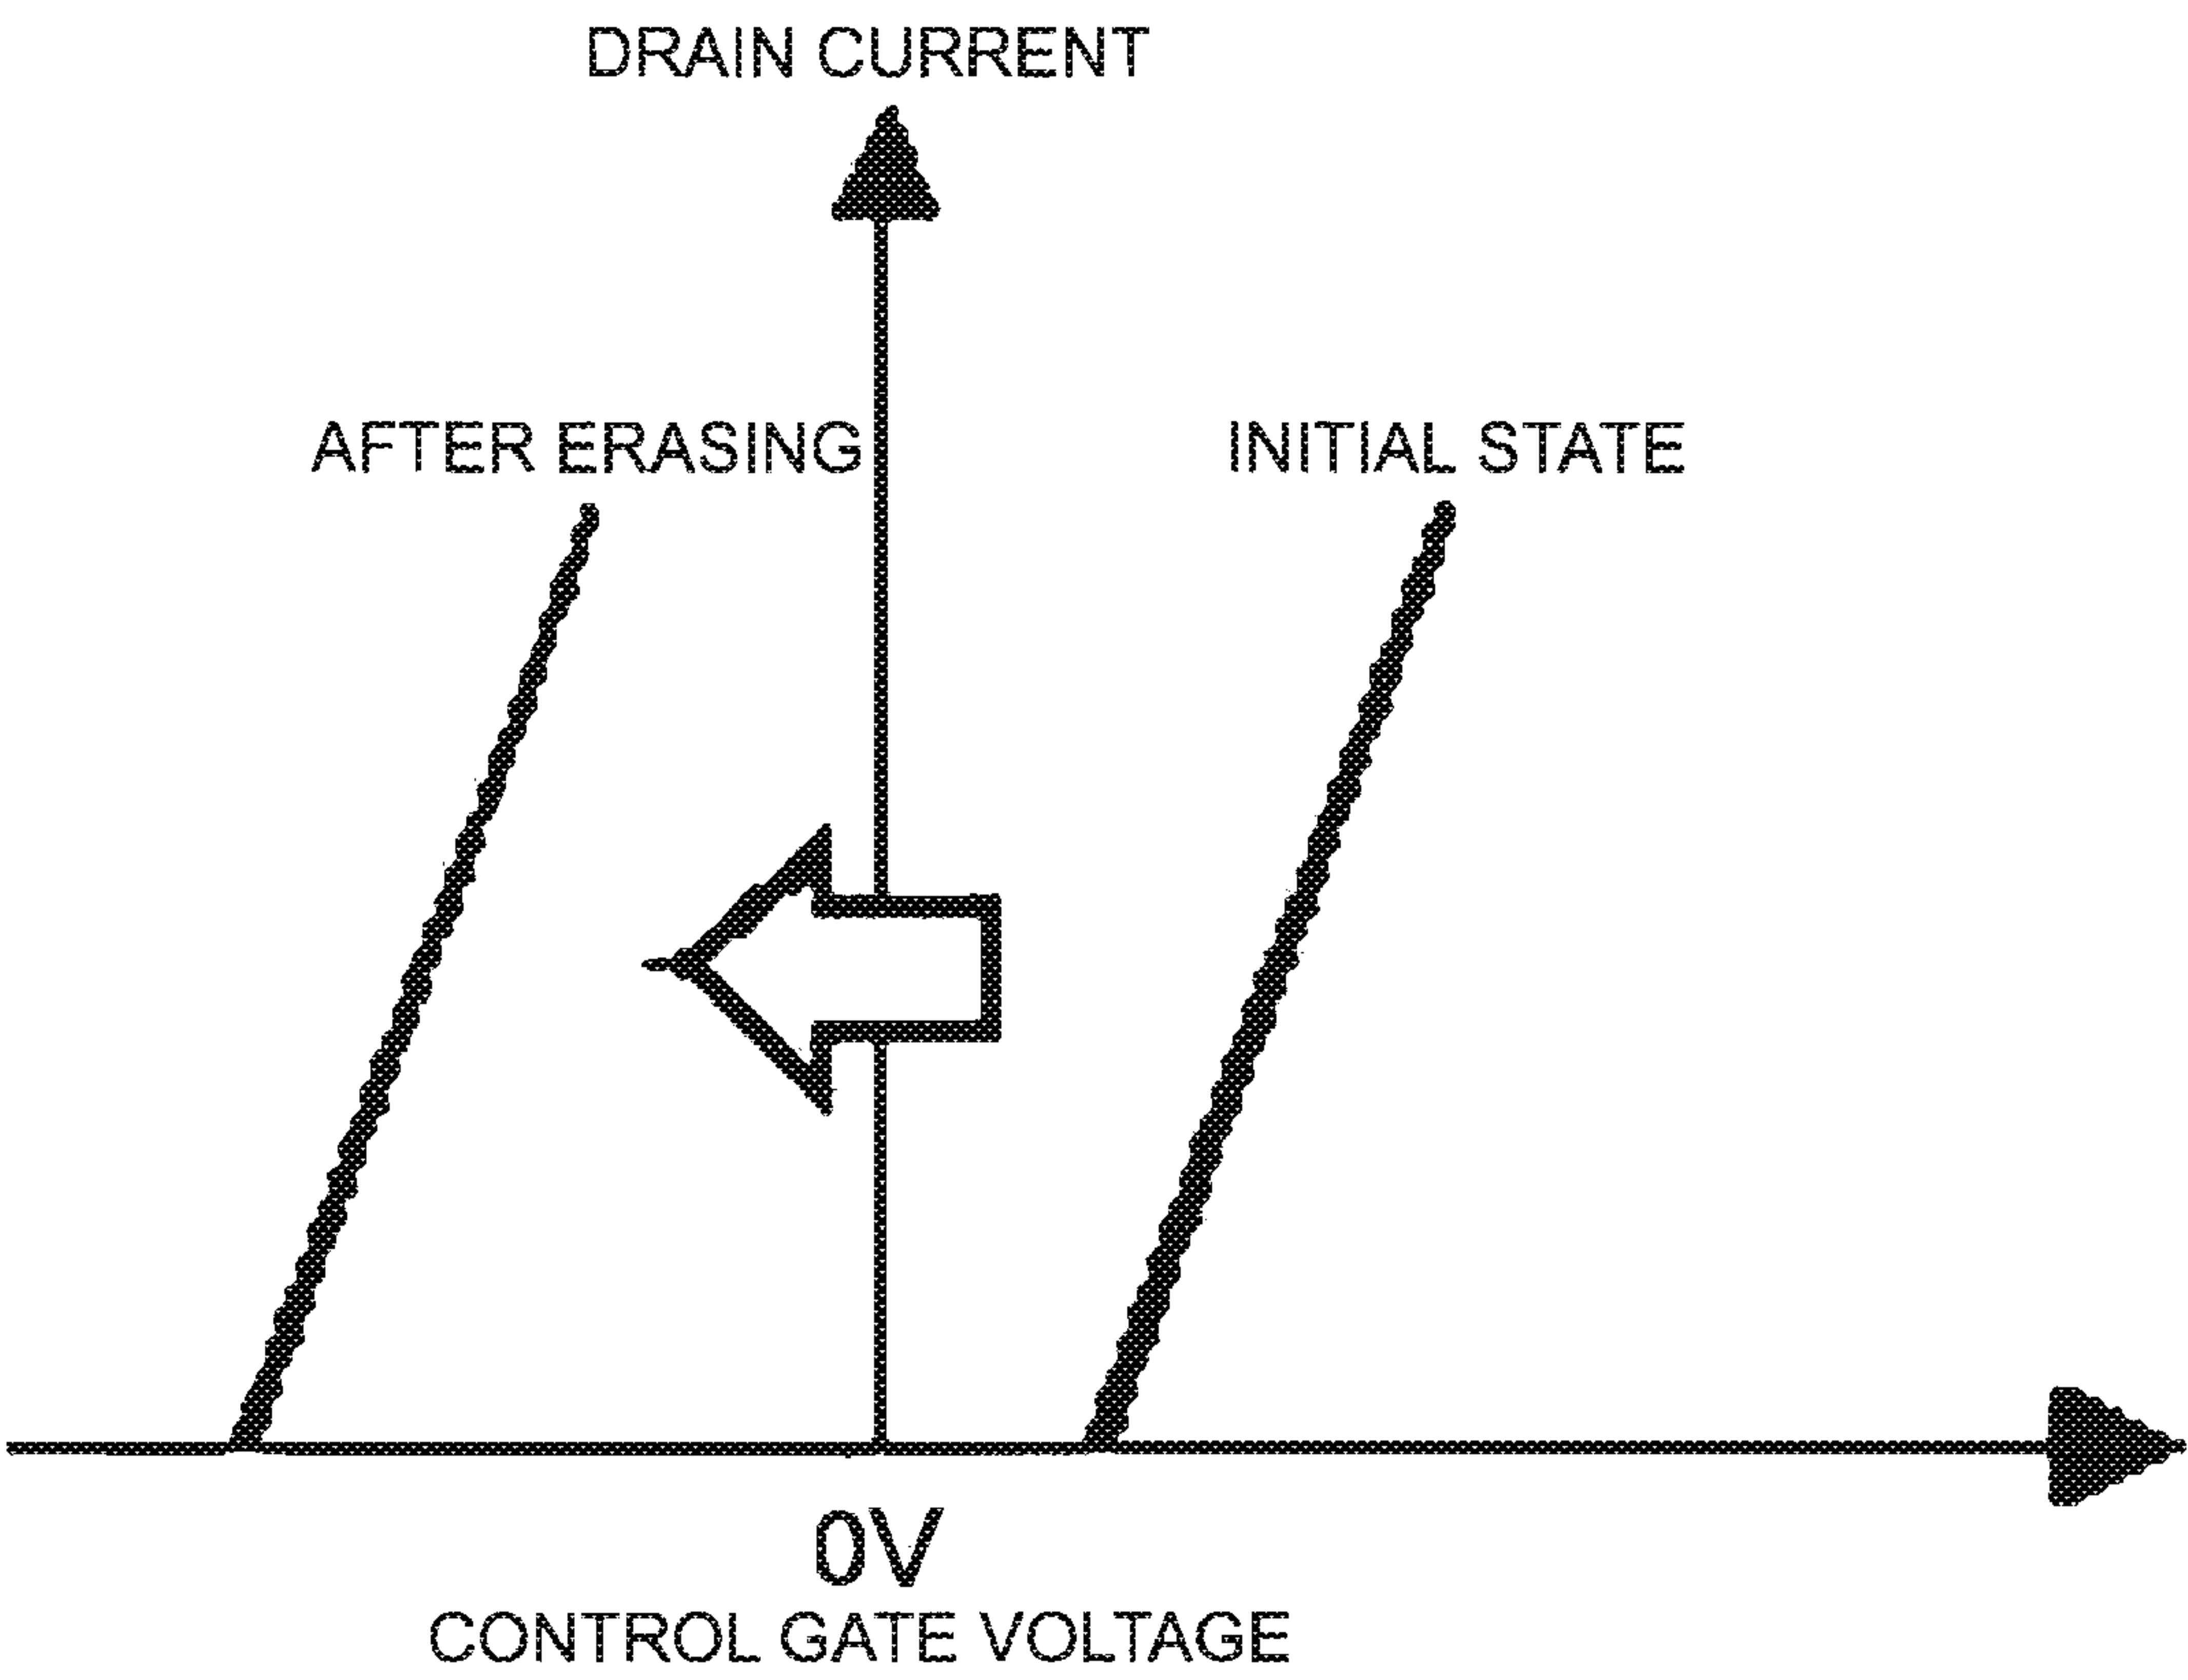 DRAIN CURRENT
AFTER ERASING
INITIAL STATE
0V
CONTROL GATE VOLTAGE